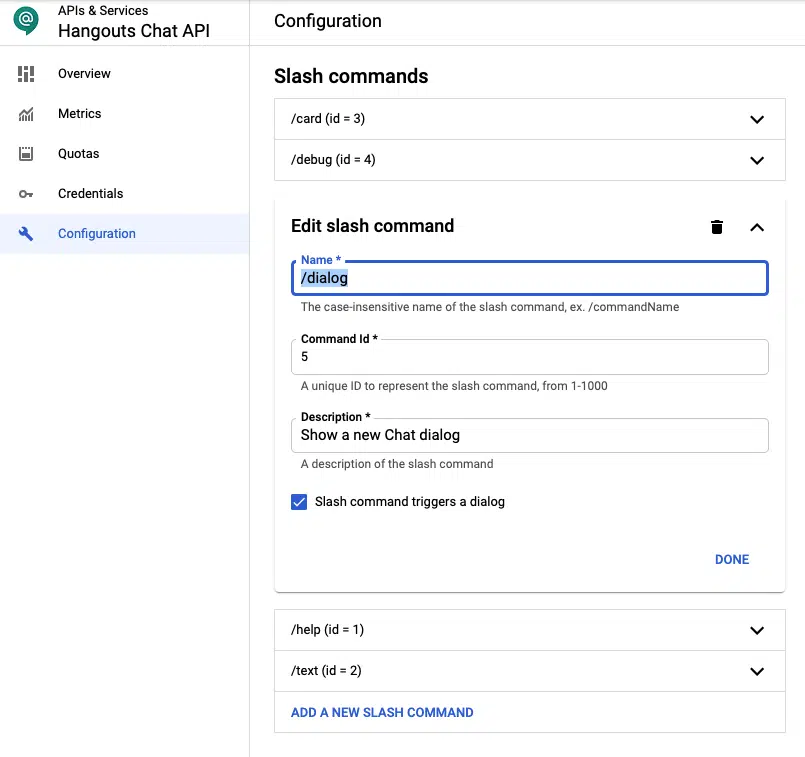 APIs & Services
Hangouts Chat API
Overview
Metrics
Quotas
Credentials
Configuration
Configuration
Slash commands
/card (id = 3)
/debug (id = 4)
Edit slash command
Name *
/dialog
The case-insensitive name of the slash command, ex. /commandName
Command Id *
5
A unique ID to represent the slash command, from 1-1000
Description *
Show a new Chat dialog
A description of the slash command
Slash command triggers a dialog
DONE
/help (id = 1)
/text (id = 2)
ADD A NEW SLASH COMMAND